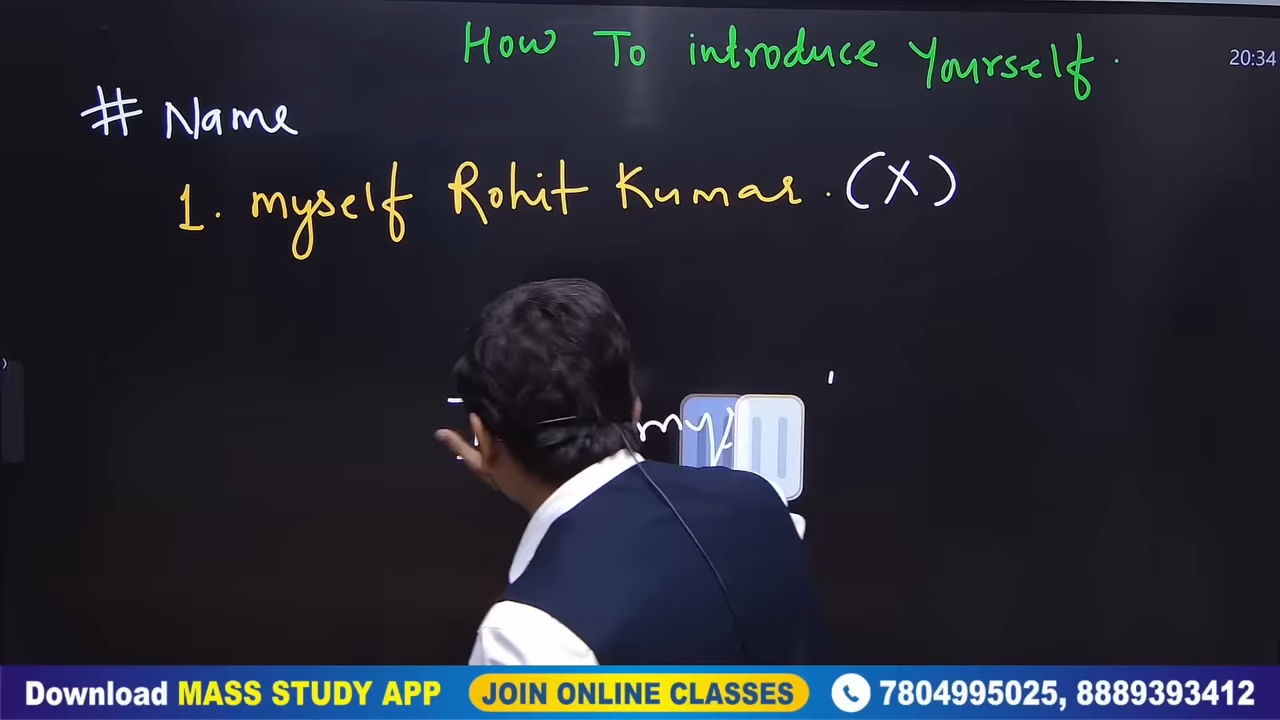 How To introduce Yourself.
20:34
# Name
1. myself Rohit Kumar. (X)
my
Download MASS STUDY APP JOIN ONLINE CLASSES 7804995025, 8889393412